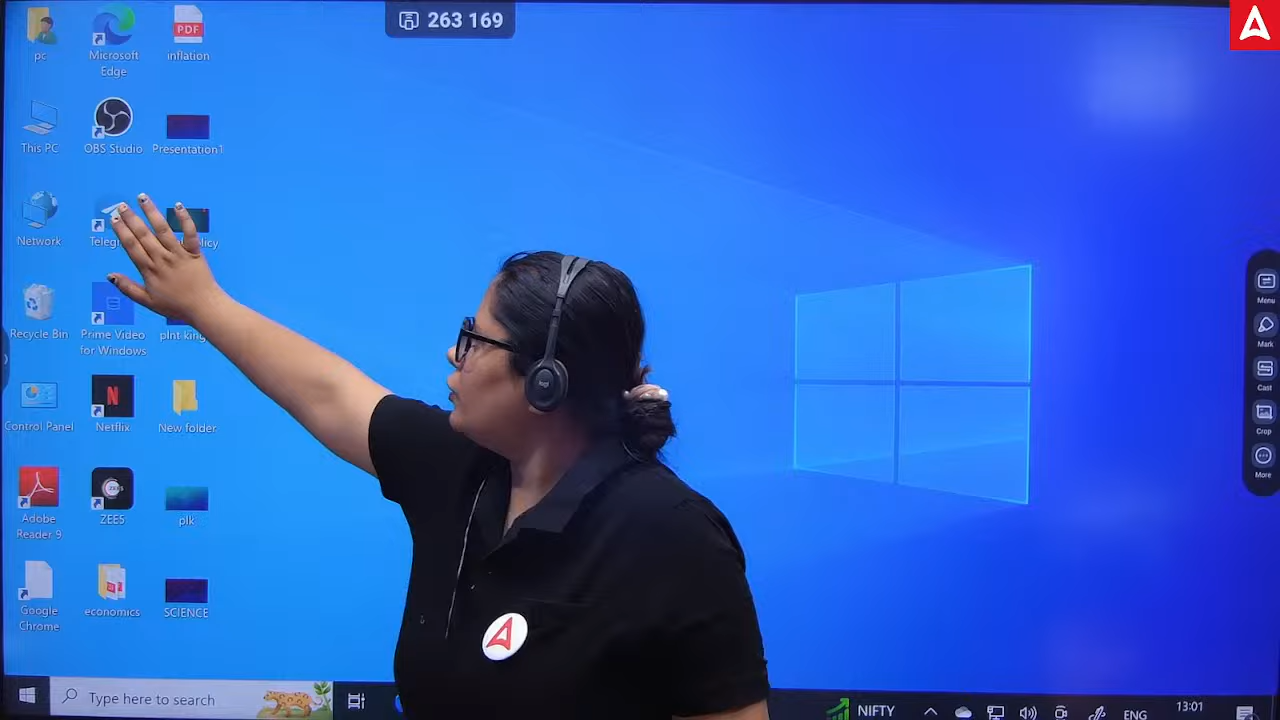 263 169
pc
Microsoft
Edge
PDF
inflation
This PC
OBS Studio
Presentation1
Network
Recycle Bin
Prime Video
for Windows
Control Panel
N
Netflix
New folder
Adobe
Reader 9
ZEE5
plk
Google
Chrome
economics
SCIENCE
logi
A
Menu
Mark
Cast
Crop
More
Type here to search
NIFTY
ENG
13:01